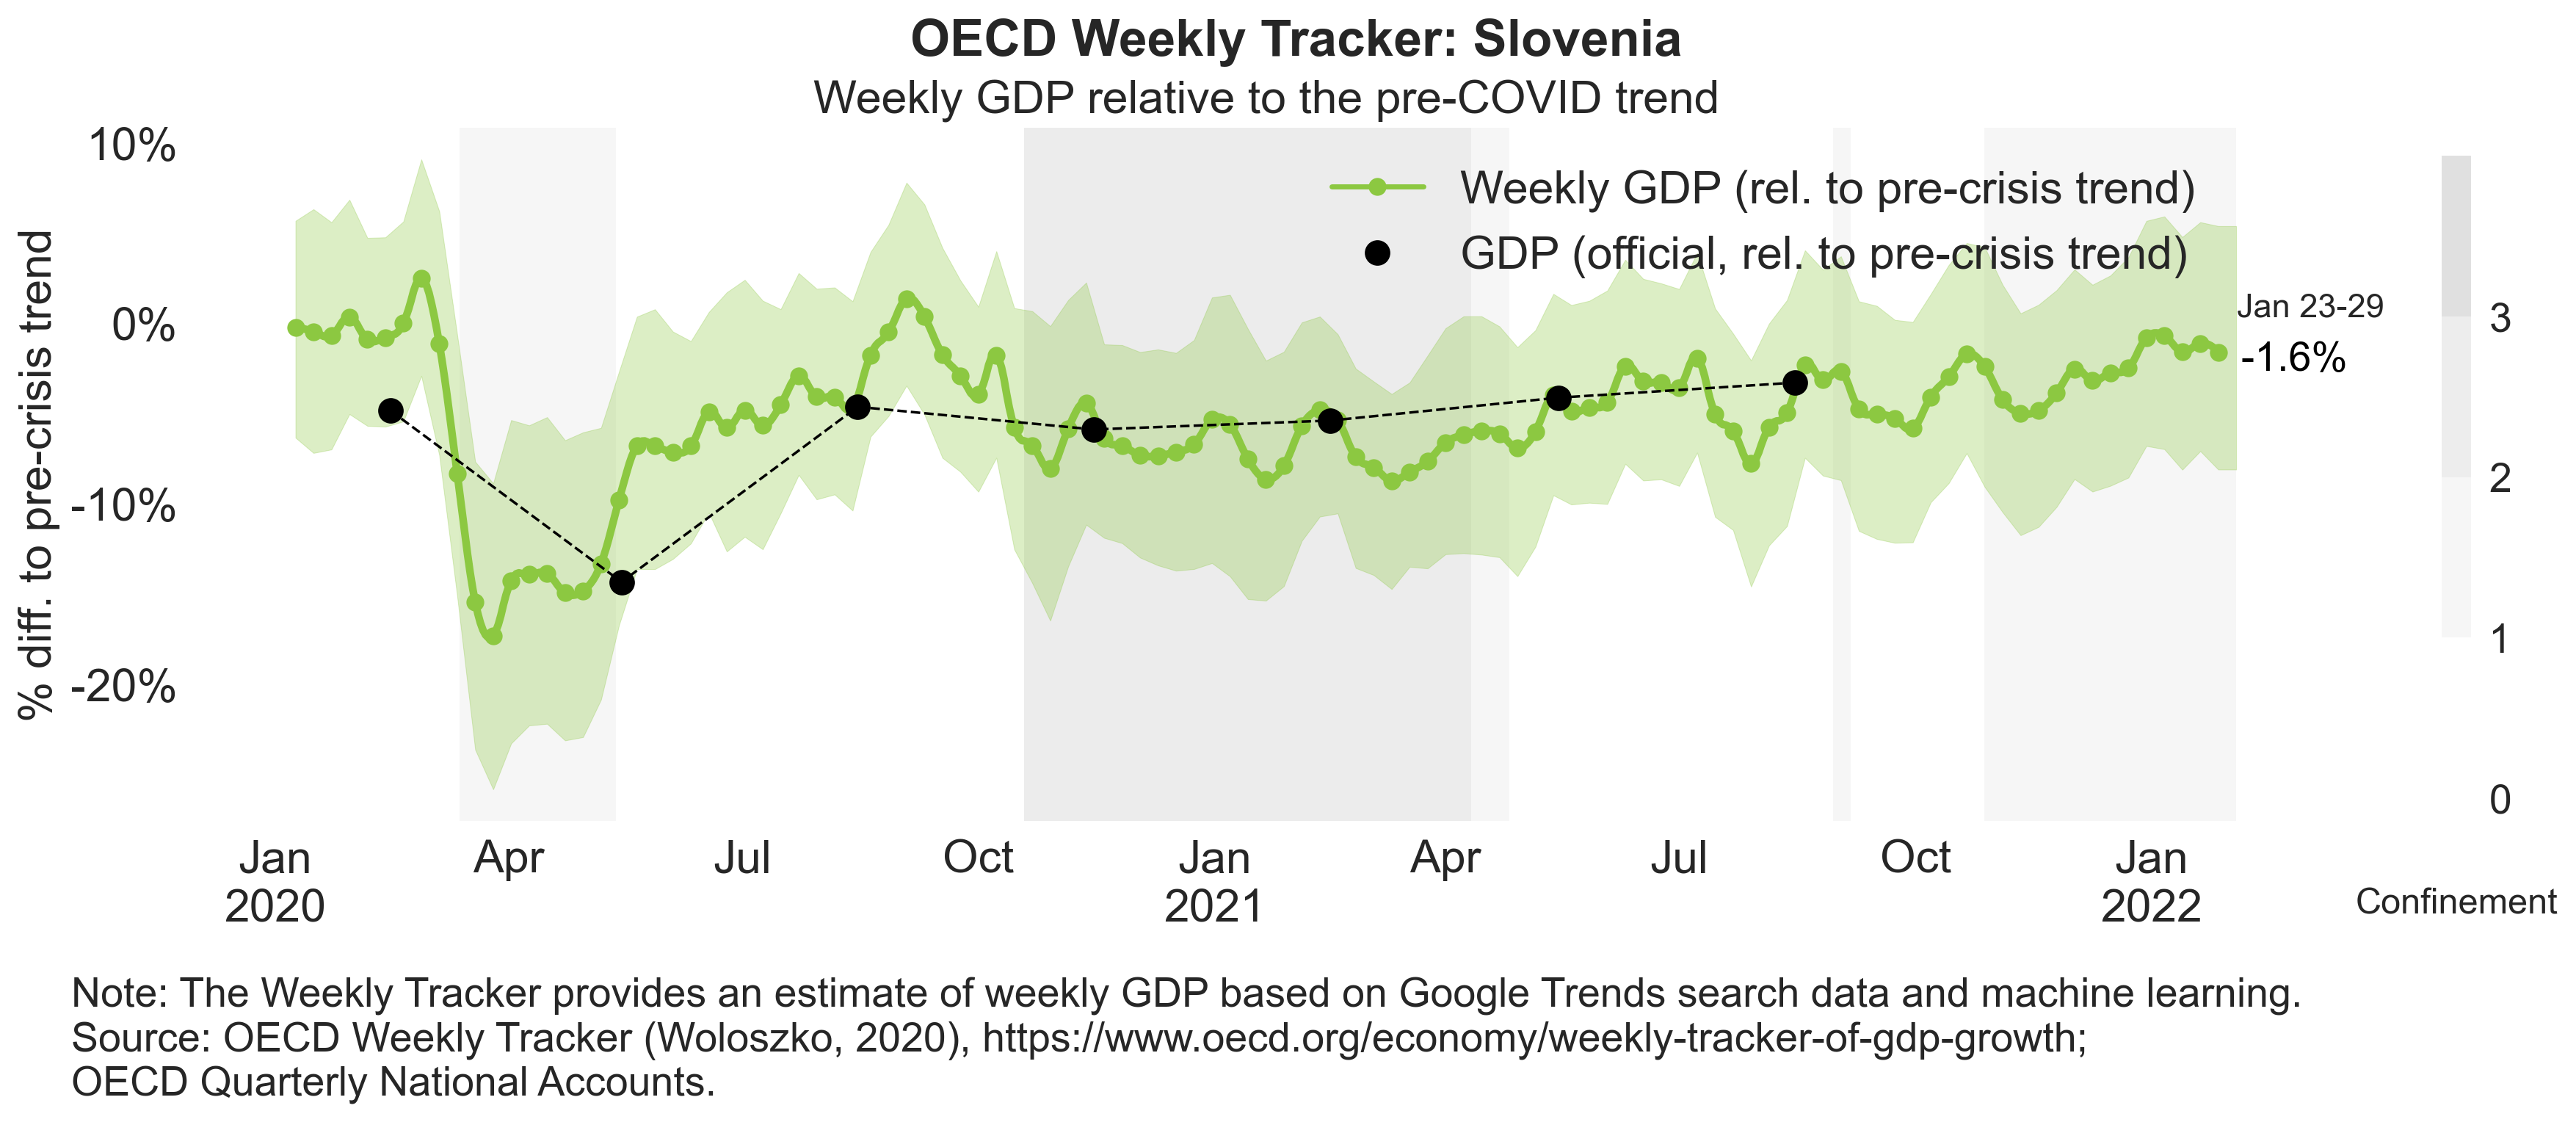 OECD Weekly Tracker: Slovenia
Weekly GDP relative to the pre-COVID trend
% diff. to pre-crisis trend
10%
0%
-10%
-20%
Weekly GDP (rel. to pre-crisis trend)
GDP (official, rel. to pre-crisis trend)
Jan 23-29
-1.6%
3
2
1
0
Confinement
Jan Apr Jul Oct Jan Apr Jul Oct Jan
2020 2021 2022
Note: The Weekly Tracker provides an estimate of weekly GDP based on Google Trends search data and machine learning.
Source: OECD Weekly Tracker (Woloszko, 2020), https://www.oecd.org/economy/weekly-tracker-of-gdp-growth;
OECD Quarterly National Accounts.